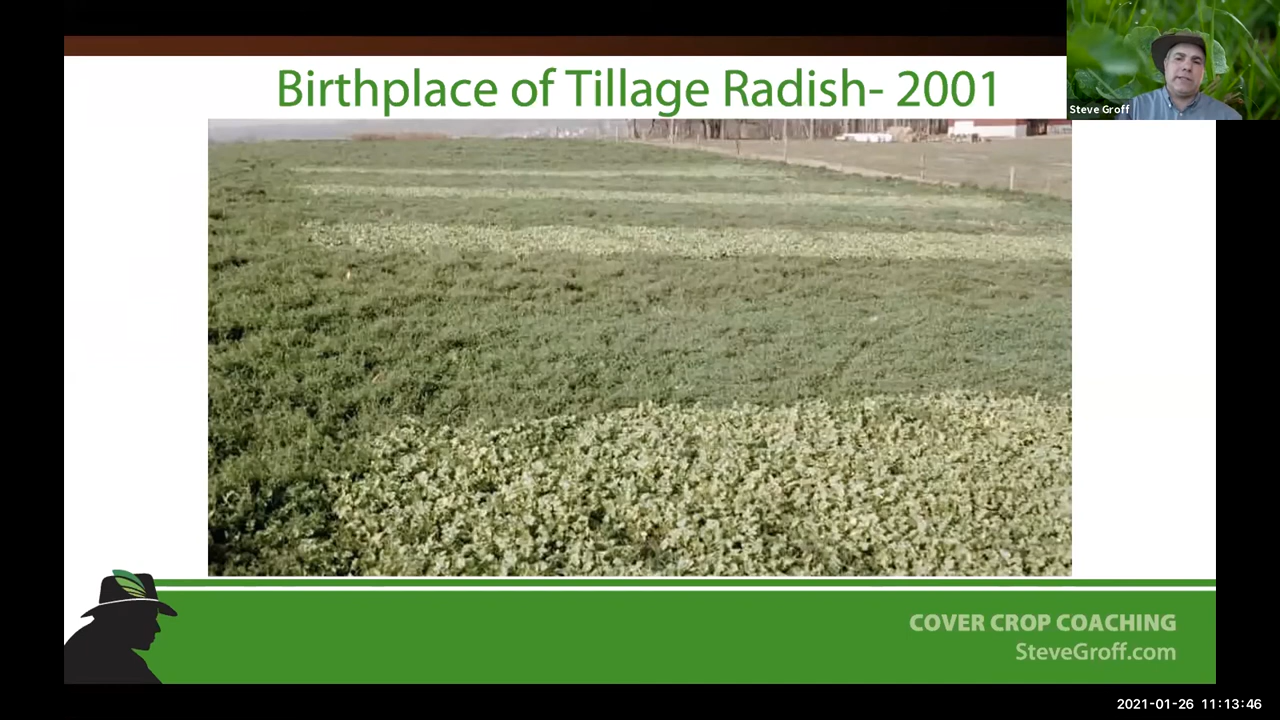 Birthplace of Tillage Radish- 2001
Steve Groff
COVER CROP COACHING
SteveGroff.com
2021-01-26 11:13:46